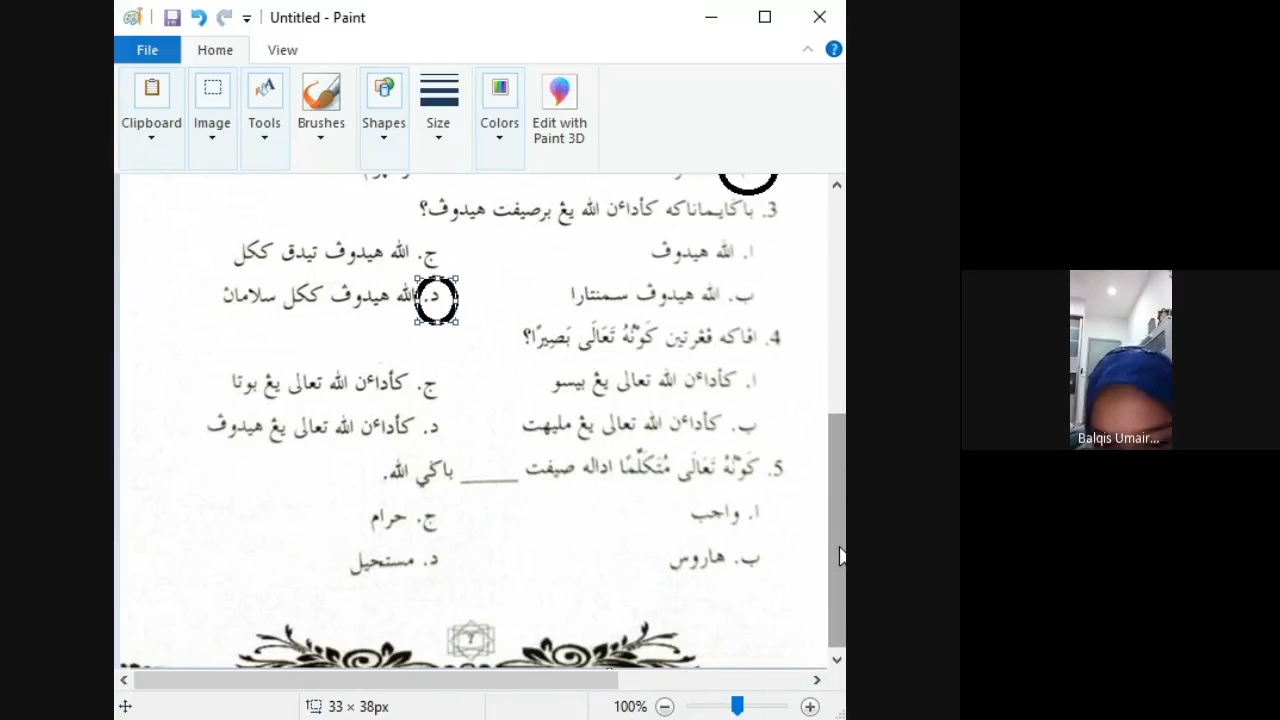 Untitled - Paint
File Home View
Clipboard Image Tools Brushes Shapes Size Colors Edit with Paint 3D
3. باݢايماناكه كأداءن الله يڠ برصيفت هيدوڤ؟
ا. الله هيدوڤ
ج. الله هيدوڤ تيدق ككل
ب. الله هيدوڤ سمنتارا
د. الله هيدوڤ ككل سلاماڽ
4. اڤاكه ڤڠرتين كَوْنُهُ تَعَالَى بَصِيرًا؟
ا. كأداءن الله تعالى يڠ بيسو
ج. كأداءن الله تعالى يڠ بوتا
ب. كأداءن الله تعالى يڠ مليهت
د. كأداءن الله تعالى يڠ هيدوڤ
5. كَوْنُهُ تَعَالَى مُتَكَلِّمًا اداله صيفت _____ باݢي الله.
ا. واجب
ج. حرام
ب. هاروس
د. مستحيل
٢
33 × 38px
100%
Balqis Umair...